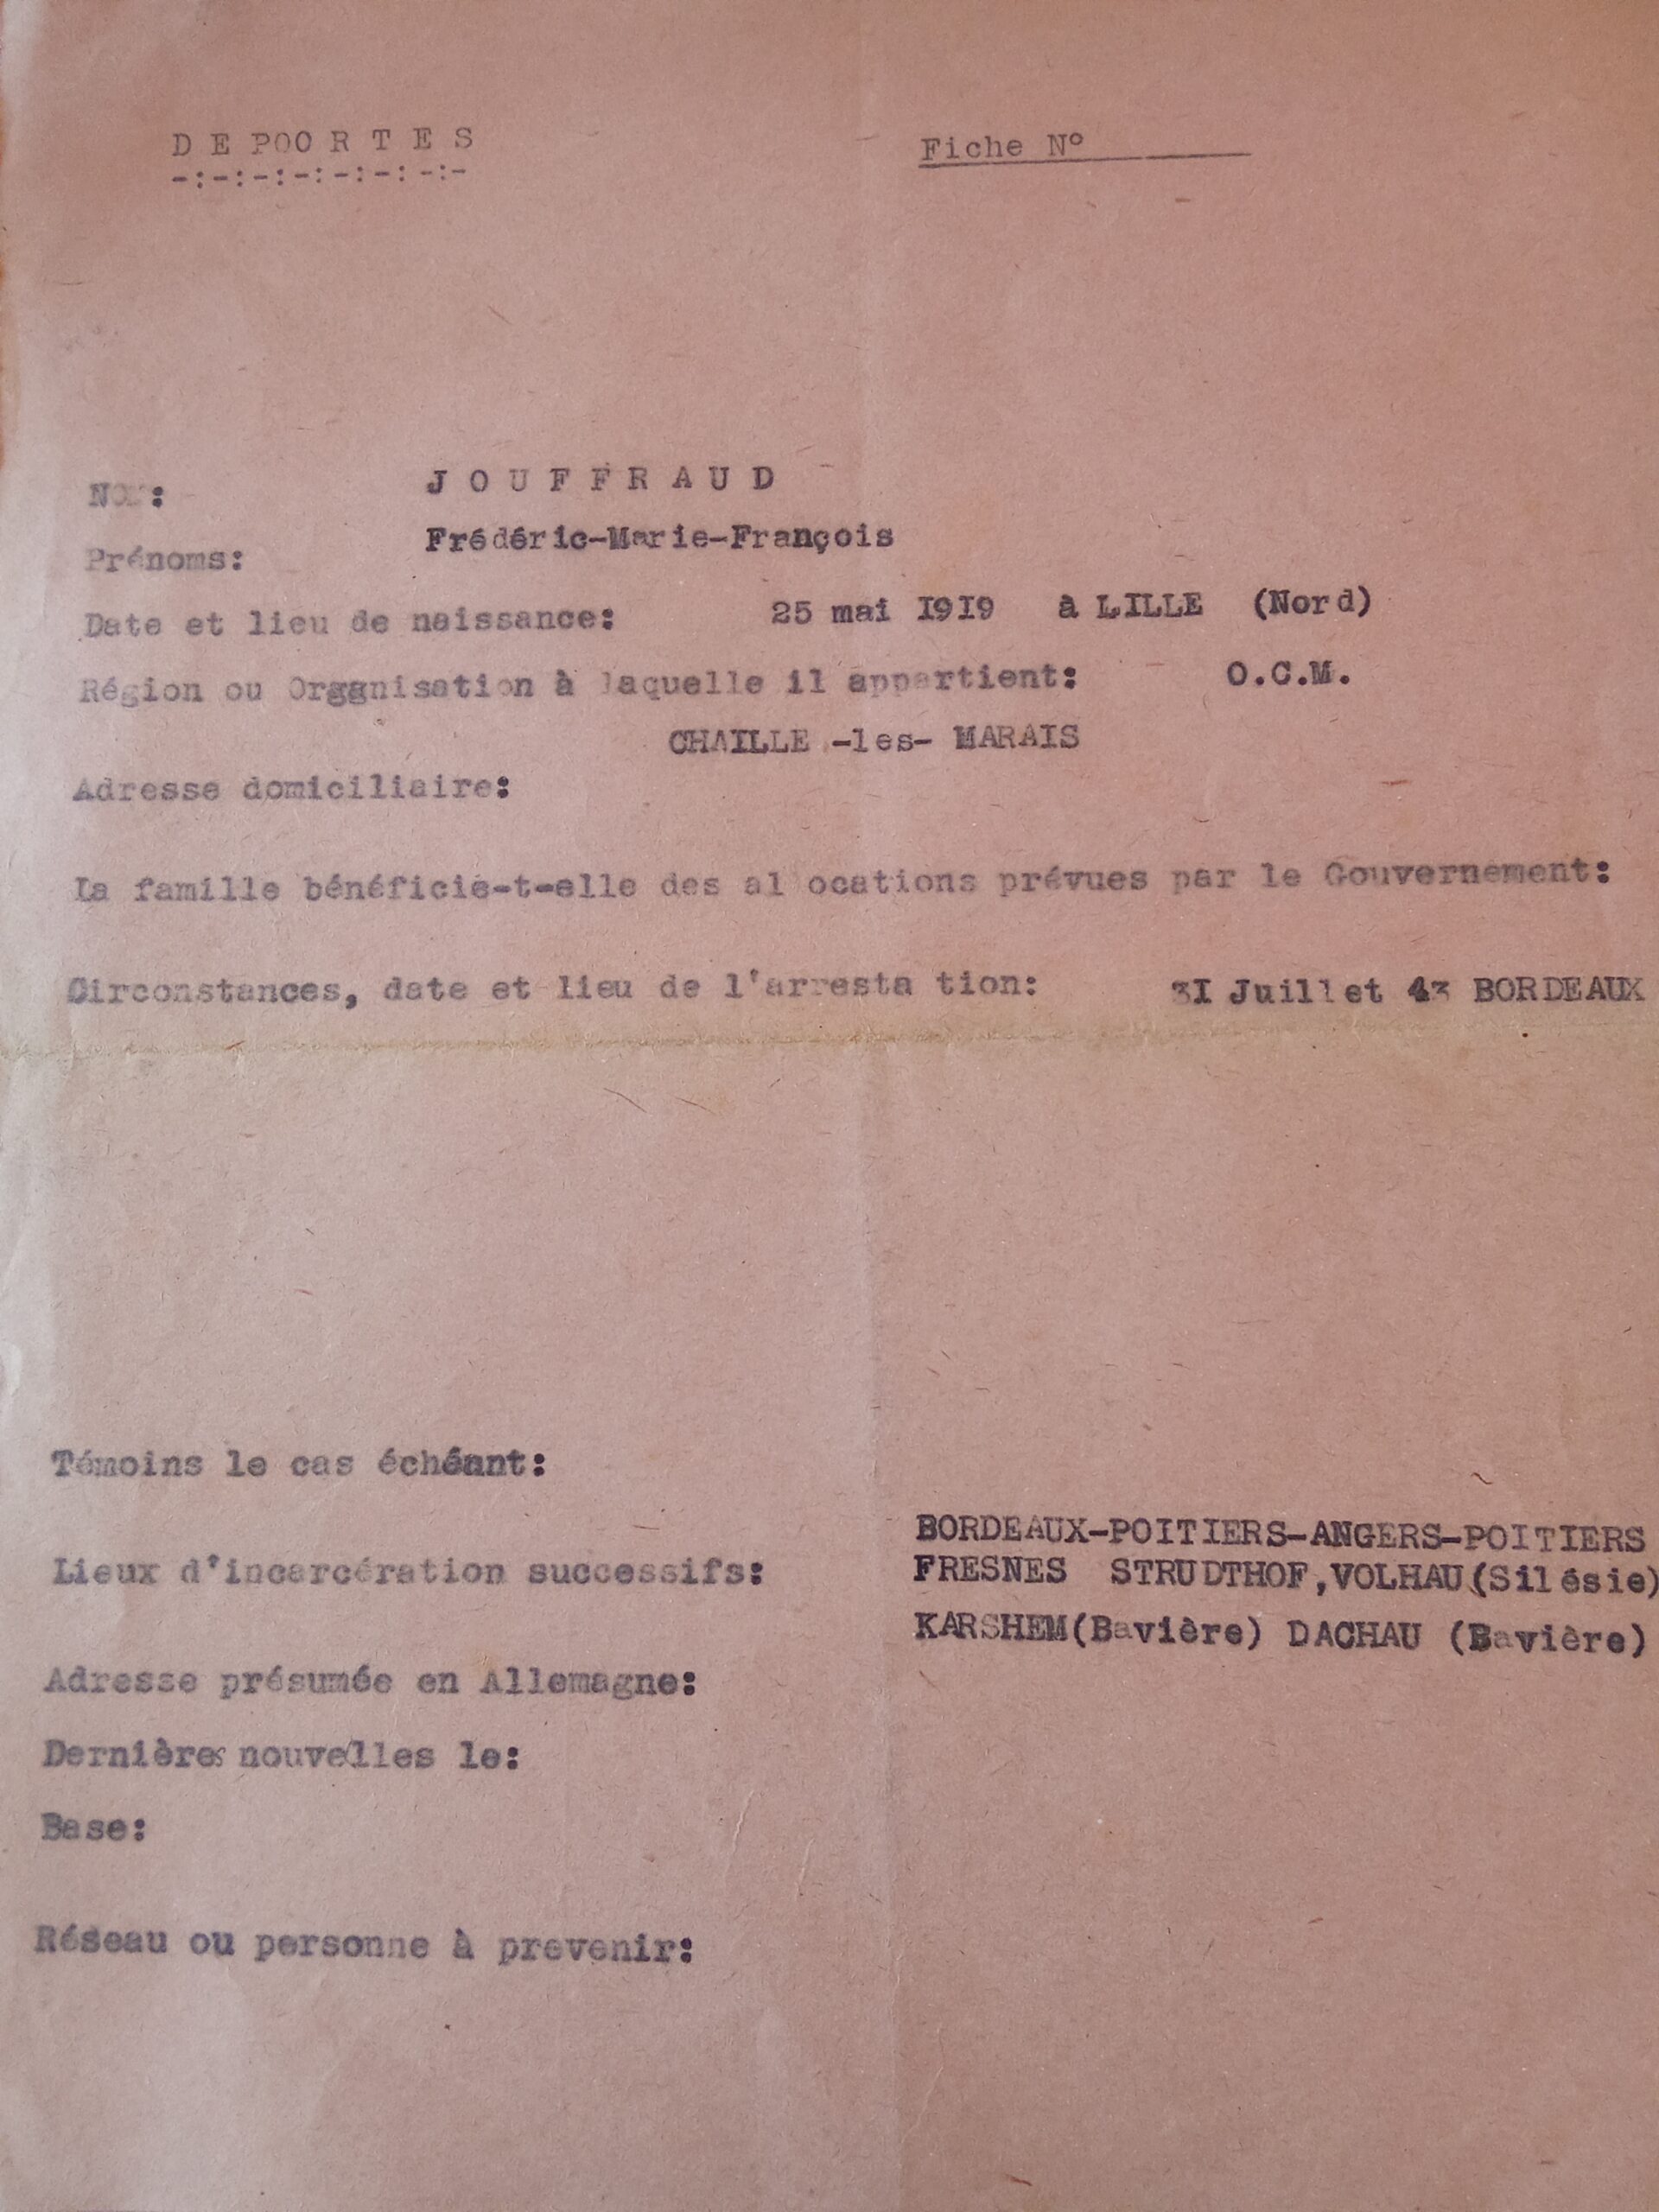 D E POO R T E S
-:-:-:-:-:-:-:-
Fiche N°
NOM: J O U F F R A U D
Prénoms: Frédéric-Marie-François
Date et lieu de naissance: 25 mai I9I9 à LILLE (Nord)
Région ou Organisation à laquelle il appartient: O.C.M.
CHAILLE -les- MARAIS
Adresse domiciliaire:
La famille bénéficie-t-elle des al ocations prévues par le Gouvernement:
Circonstances, date et lieu de l'arresta tion: 3I Juillet 43 BORDEAUX
Témoins le cas échéant:
BORDEAUX-POITIERS-ANGERS-POITIERS
Lieux d'incarcération successifs: FRESNES STRUDTHOF,VOLHAU(Silésie)
KARSHEM(Bavière) DACHAU (Bavière)
Adresse présumée en Allemagne:
Dernières nouvelles le:
Base:
Réseau ou personne à prevenir: